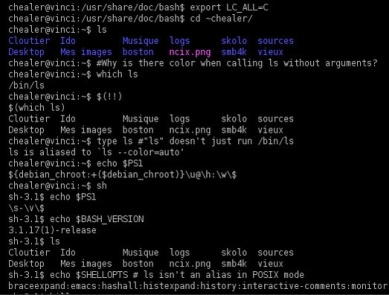 chealer@vinci:/usr/share/doc/bash$ export LC_ALL=C
chealer@vinci:/usr/share/doc/bash$ cd ~chealer/
chealer@vinci:~$ ls
Cloutier  Ido         Musique   logs   skolo  sources
Desktop   Mes images  boston  ncix.png  smb4k  vieux
chealer@vinci:~$ #Why is there color when calling ls without arguments?
chealer@vinci:~$ which ls
/bin/ls
chealer@vinci:~$ $(!!)
$(which ls)
Cloutier  Ido         Musique   logs   skolo  sources
Desktop   Mes images  boston  ncix.png  smb4k  vieux
chealer@vinci:~$ type ls #"ls" doesn't just run /bin/ls
ls is aliased to `ls --color=auto'
chealer@vinci:~$ echo $PS1
${debian_chroot:+($debian_chroot)}\u@\h:\w\$
chealer@vinci:~$ sh
sh-3.1$ echo $PS1
\s-\v\$
sh-3.1$ echo $BASH_VERSION
3.1.17(1)-release
sh-3.1$ ls
Cloutier  Ido         Musique   logs   skolo  sources
Desktop   Mes images  boston  ncix.png  smb4k  vieux
sh-3.1$ echo $SHELLOPTS # ls isn't an alias in POSIX mode
braceexpand:emacs:hashall:histexpand:history:interactive-comments:monitor